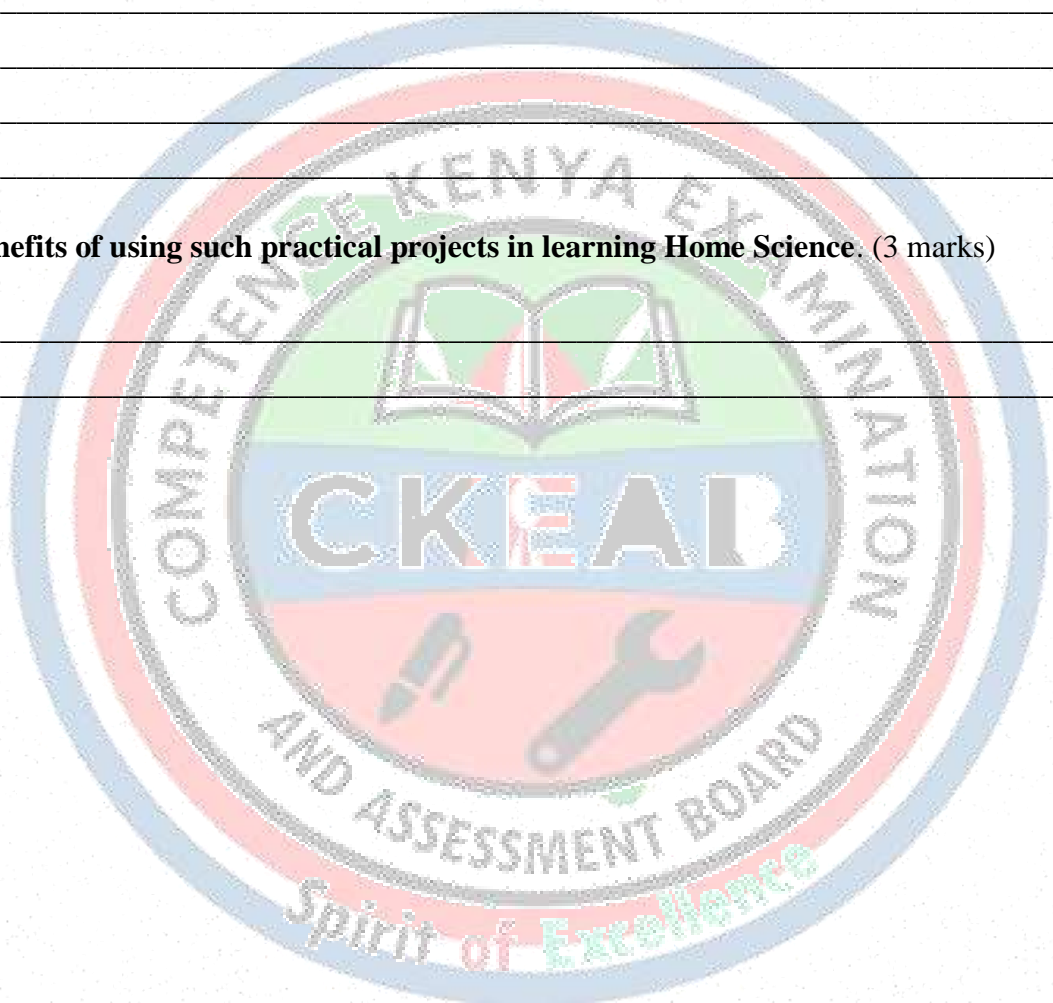 nefits of using such practical projects in learning Home Science. (3 marks)
COMPETENCE KENYA EXAMINATION
CKEAB
AND ASSESSMENT BOARD
Spirit of Excellence